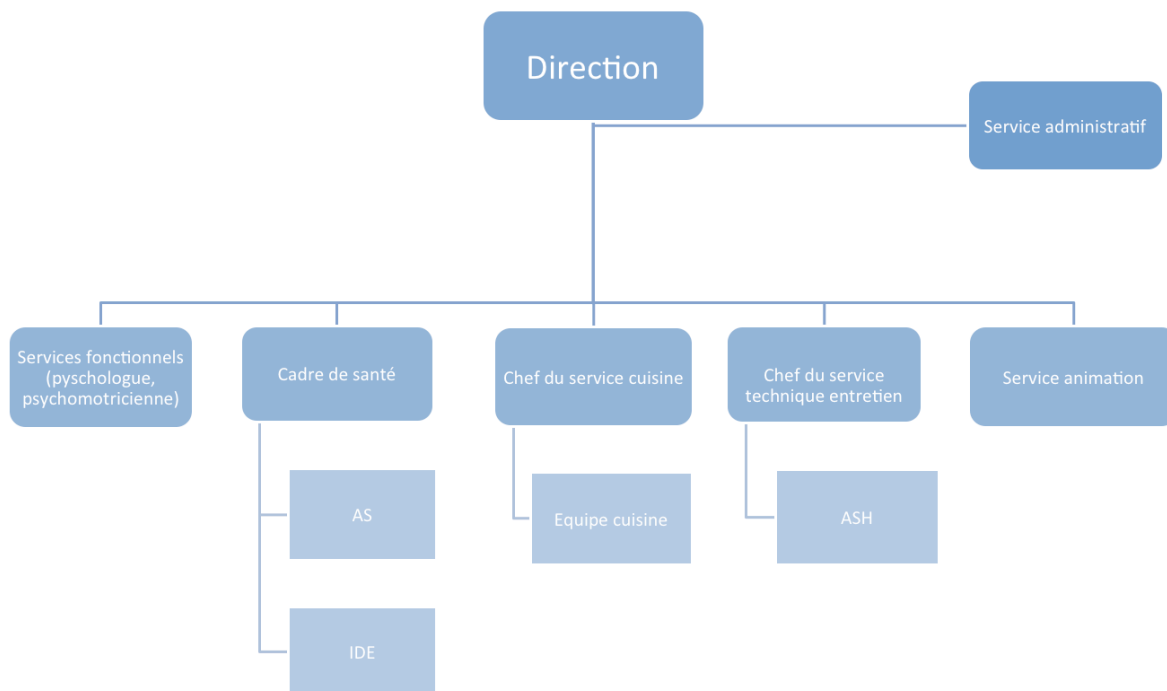 Direction
Service administratif
Services fonctionnels
(pyschologue,
psychomotricienne)
Cadre de santé
Chef du service cuisine
Chef du service
technique entretien
Service animation
AS
Equipe cuisine
ASH
IDE